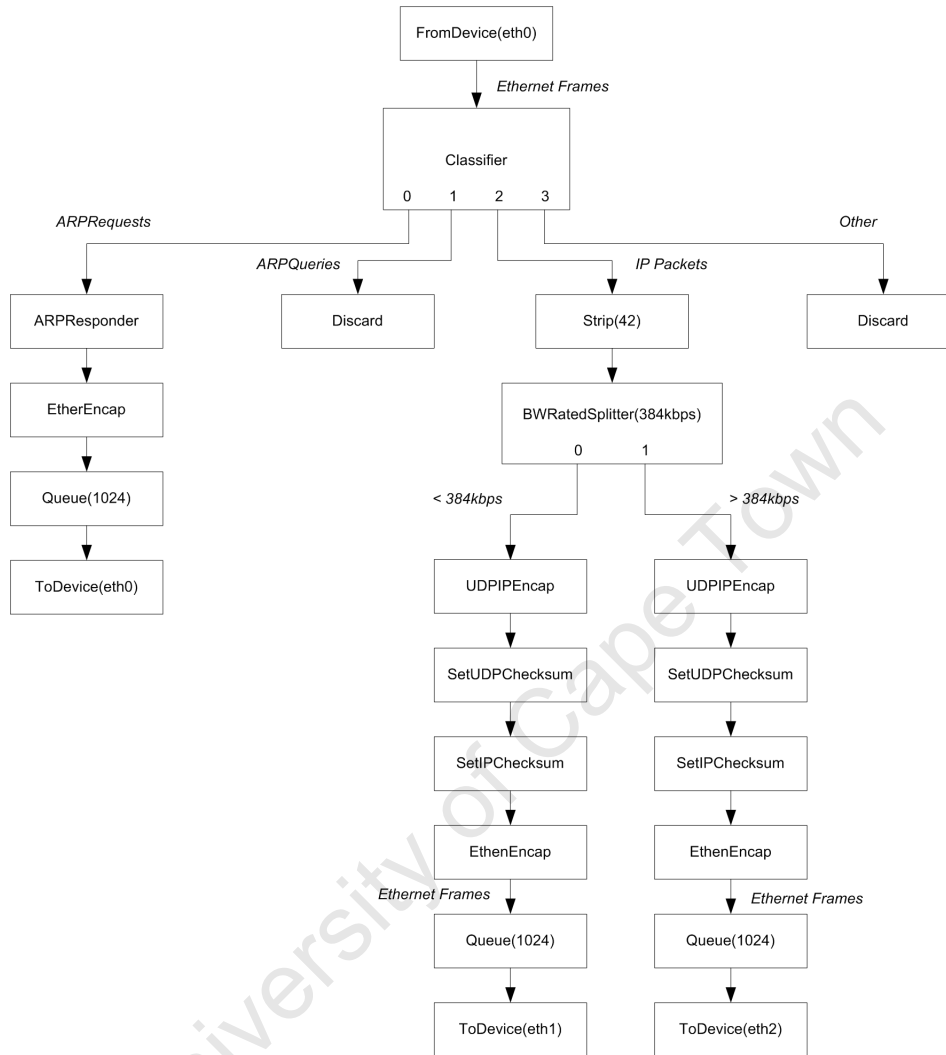 FromDevice(eth0)
Ethernet Frames
Classifier
0 1 2 3
ARPRequests
Other
ARPQueries
IP Packets
ARPResponder
Discard
Strip(42)
Discard
EtherEncap
BWRatedSplitter(384kbps)
0 1
Queue(1024)
< 384kbps
> 384kbps
ToDevice(eth0)
UDPIPEncap
UDPIPEncap
SetUDPChecksum
SetUDPChecksum
SetIPChecksum
SetIPChecksum
EthenEncap
EthenEncap
Ethernet Frames
Ethernet Frames
Queue(1024)
Queue(1024)
ToDevice(eth1)
ToDevice(eth2)
University of Cape Town